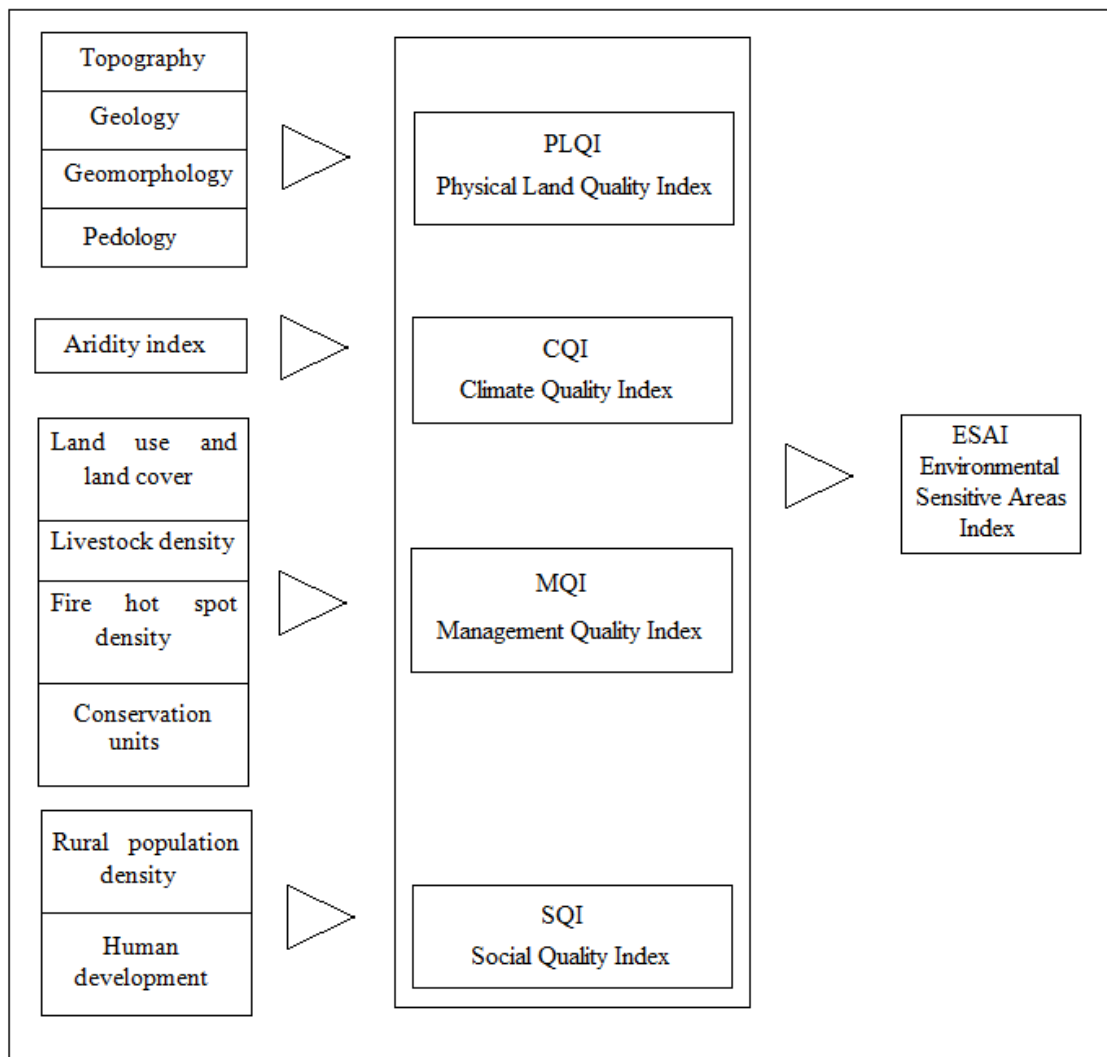 Topography
Geology
Geomorphology
Pedology
Aridity index
Land use and
land cover
Livestock density
Fire hot spot
density
Conservation
units
Rural population
density
Human
development
PLQI
Physical Land Quality Index
CQI
Climate Quality Index
MQI
Management Quality Index
SQI
Social Quality Index
ESAI
Environmental
Sensitive Areas
Index